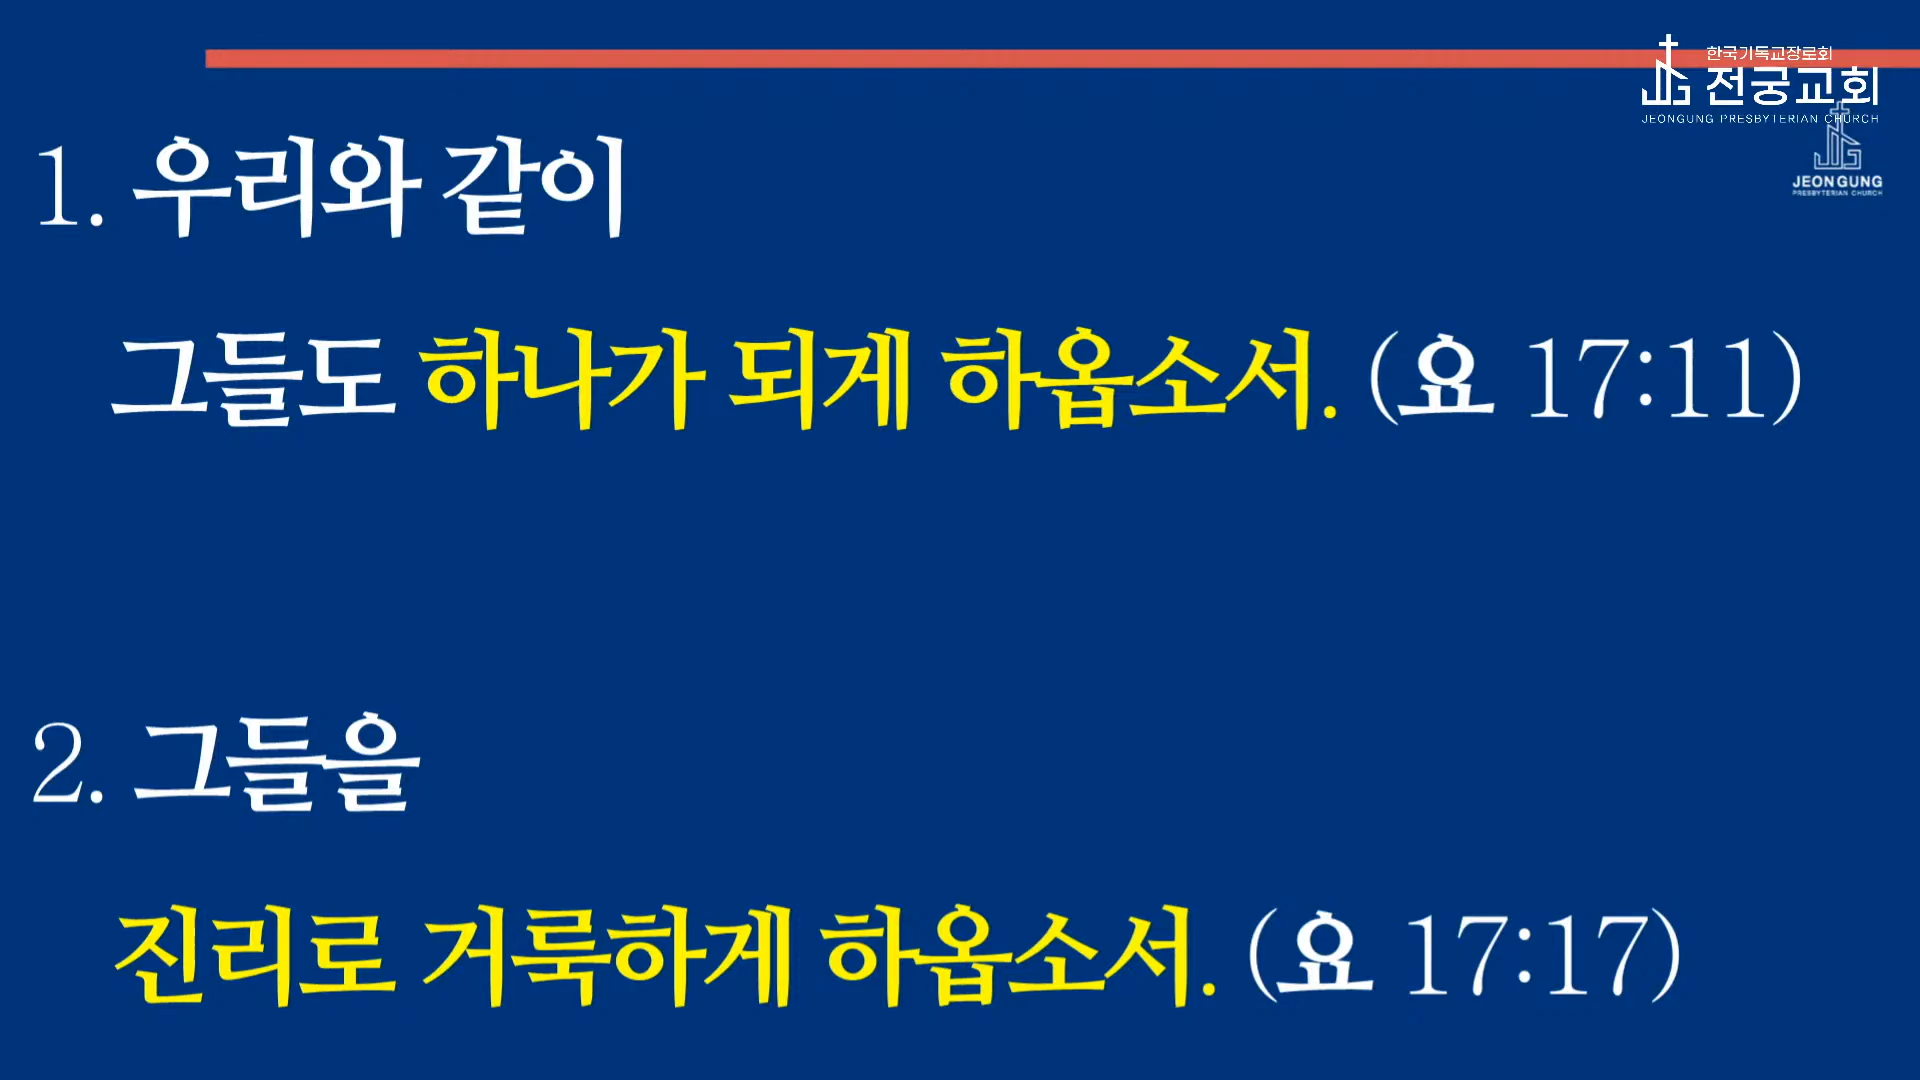 한국기독교장로회
전궁교회
JEONGUNG PRESBYTERIAN CHURCH
JEONGUNG
PRESBYTERIAN CHURCH
1. 우리와 같이
그들도 하나가 되게 하옵소서. (요 17:11)
2. 그들을
진리로 거룩하게 하옵소서. (요 17:17)